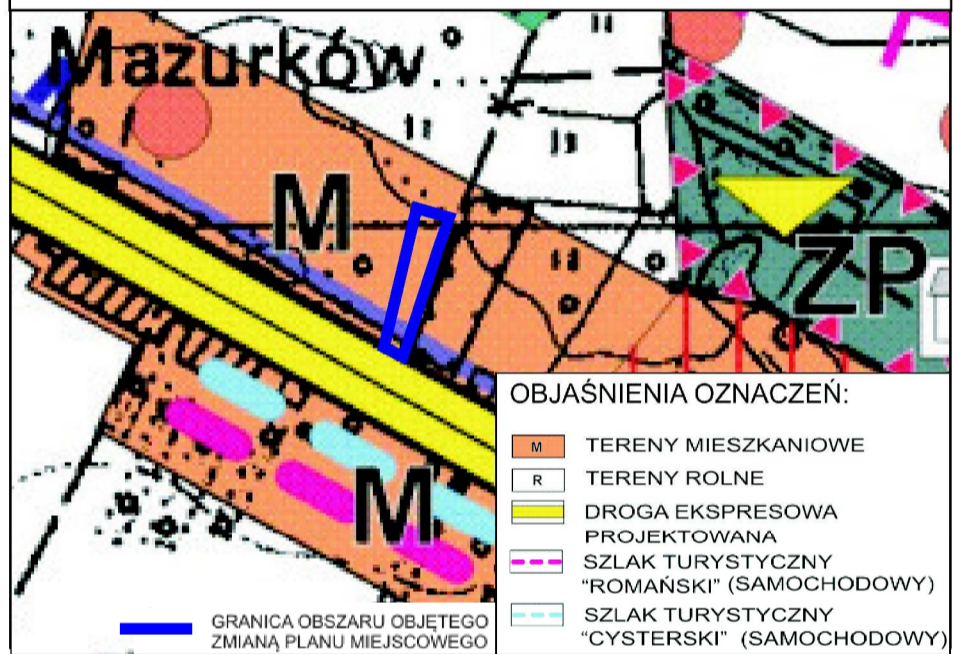 Mazurków
M
ZP
M
OBJAŚNIENIA OZNACZEŃ:
M TERENY MIESZKANIOWE
R TERENY ROLNE
DROGA EKSPRESOWA
PROJEKTOWANA
SZLAK TURYSTYCZNY
"ROMAŃSKI" (SAMOCHODOWY)
SZLAK TURYSTYCZNY
"CYSTERSKI" (SAMOCHODOWY)
GRANICA OBSZARU OBJĘTEGO
ZMIANĄ PLANU MIEJSCOWEGO